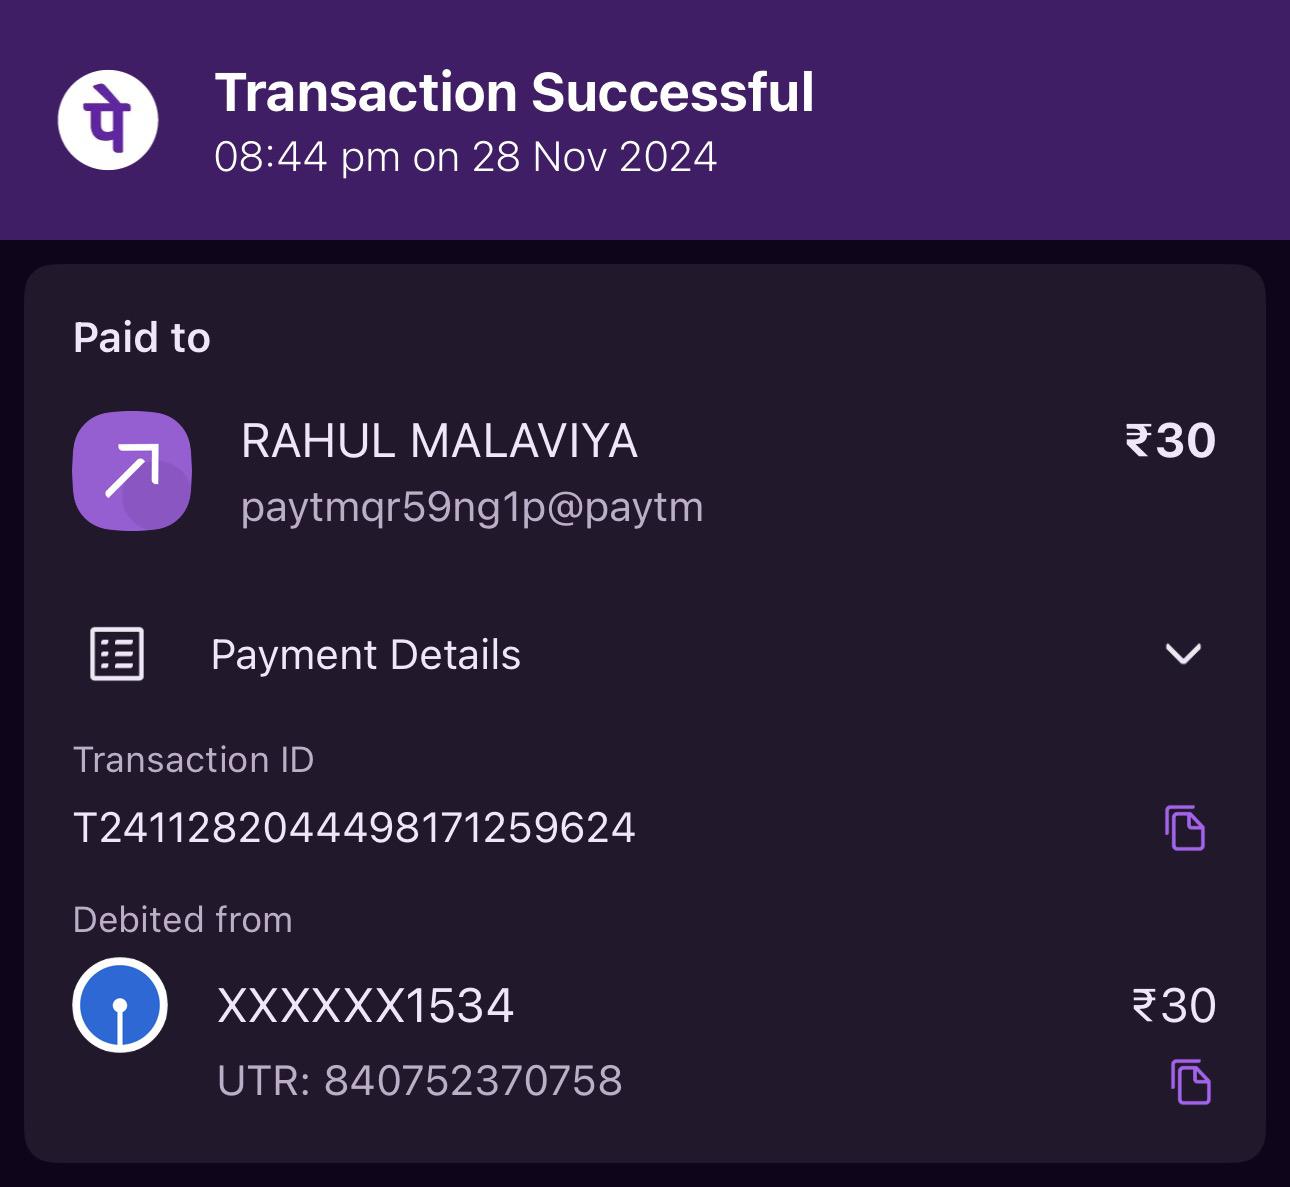 पे
Transaction Successful
08:44 pm on 28 Nov 2024
Paid to
RAHUL MALAVIYA
₹30
paytmqr59ng1p@paytm
Payment Details
Transaction ID
T2411282044498171259624
Debited from
XXXXXX1534
₹30
UTR: 840752370758